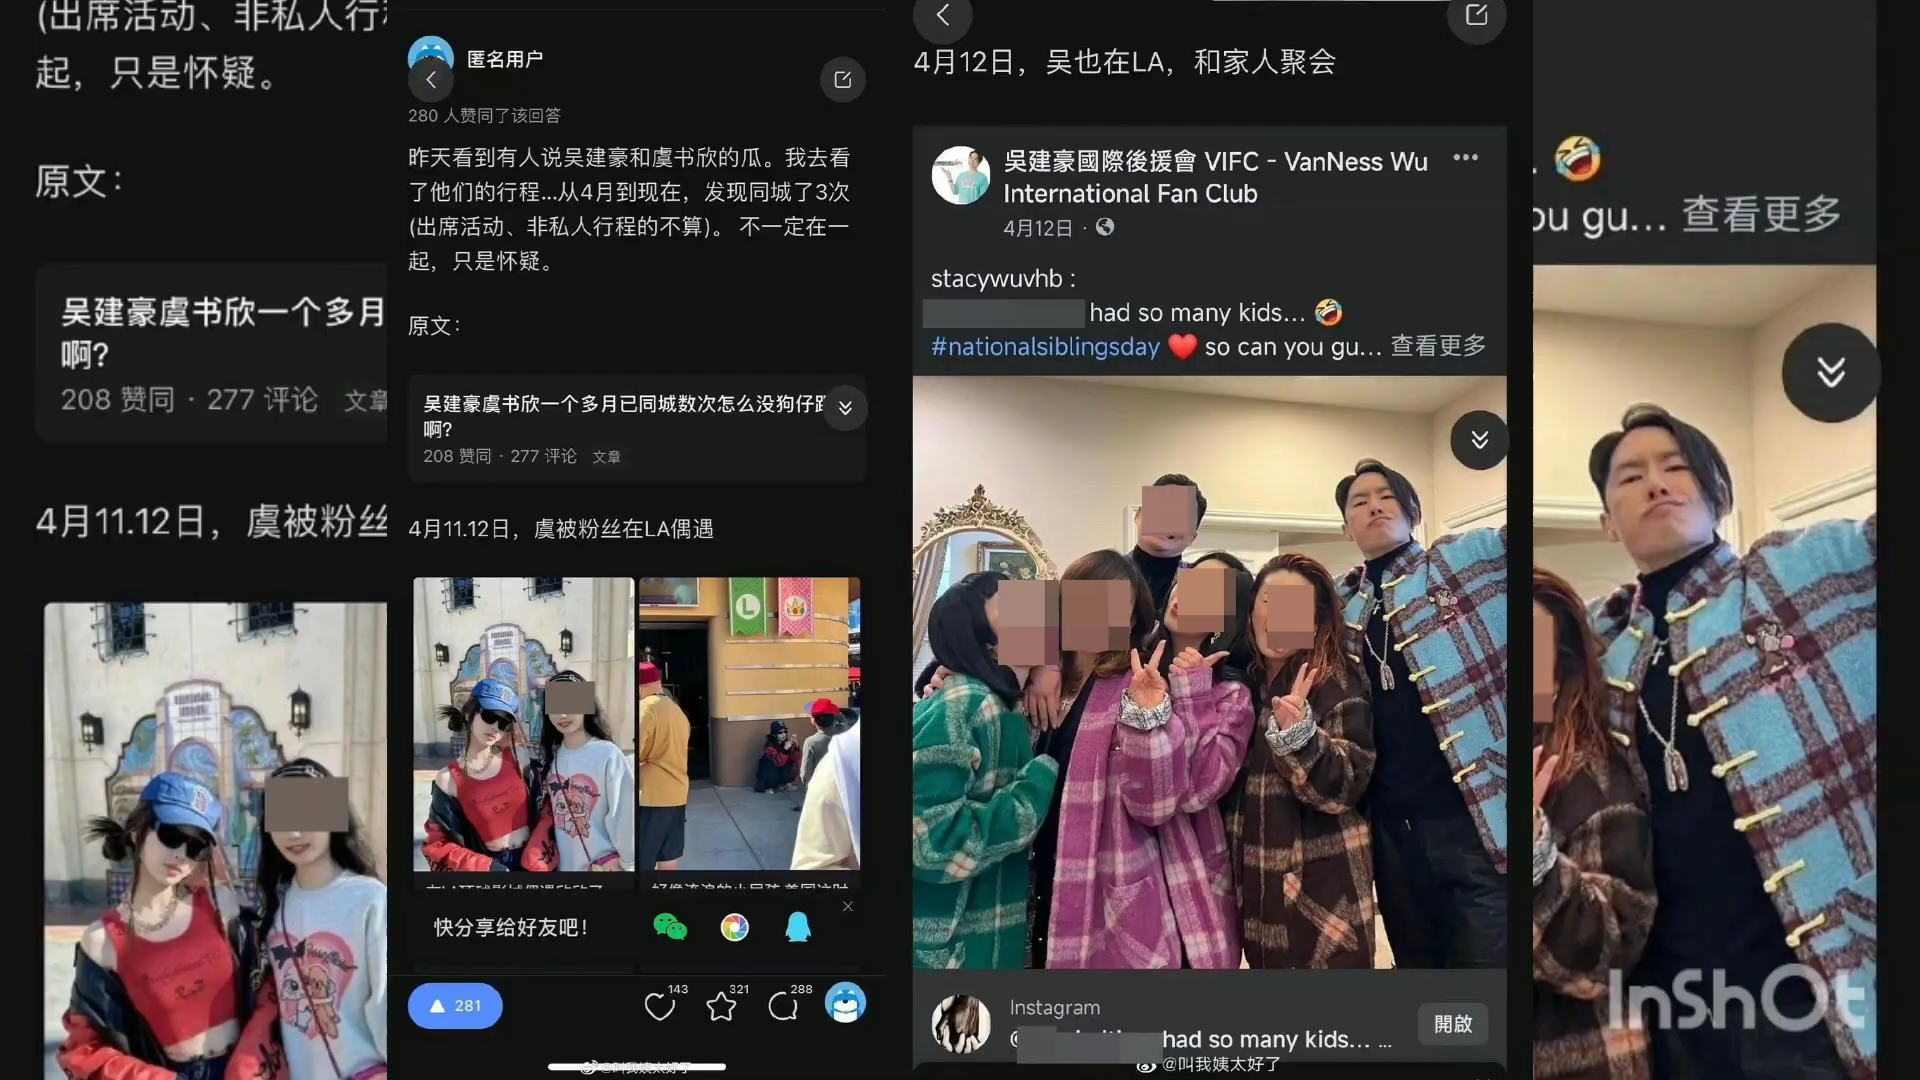 (出席活动、非私人行
起，只是怀疑。
原文：
吴建豪虞书欣一个多月
啊?
208 赞同 · 277 评论 文章
4月11.12日，虞被粉丝
匿名用户
280 人赞同了该回答
昨天看到有人说吴建豪和虞书欣的瓜。我去看
了他们的行程...从4月到现在，发现同城了3次
(出席活动、非私人行程的不算)。 不一定在一
起，只是怀疑。
原文：
吴建豪虞书欣一个多月已同城数次怎么没狗仔
啊?
208 赞同 · 277 评论 文章
4月11.12日，虞被粉丝在LA偶遇
L
快分享给好友吧！
281
143
321
288
@叫我姨太好了
4月12日，吴也在LA，和家人聚会
吳建豪國際後援會 VIFC - VanNess Wu
International Fan Club
4月12日
stacywuvhb :
had so many kids...
#nationalsiblingsday so can you gu... 查看更多
Instagram
had so many kids... ...
開啟
@叫我姨太好了
ou gu... 查看更多
InShOt